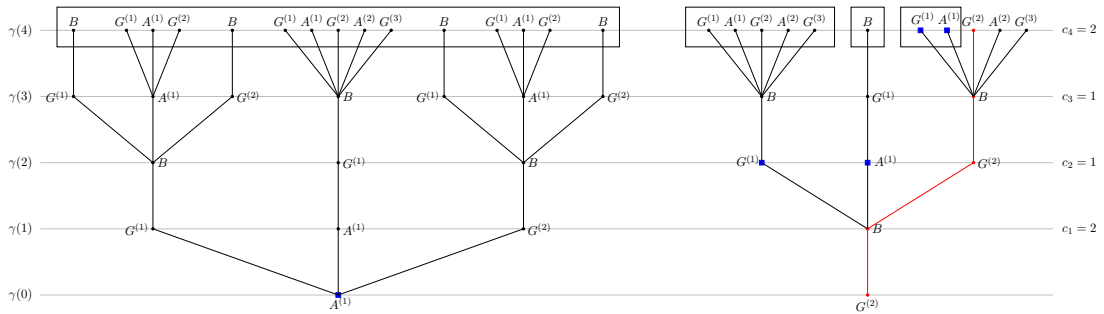 γ(4) B G⁽¹⁾ A⁽¹⁾ G⁽²⁾ B G⁽¹⁾ A⁽¹⁾ G⁽²⁾ A⁽²⁾ G⁽³⁾ B G⁽¹⁾ A⁽¹⁾ G⁽²⁾ B G⁽¹⁾ A⁽¹⁾ G⁽²⁾ A⁽²⁾ G⁽³⁾ B G⁽¹⁾ A⁽¹⁾ G⁽²⁾ A⁽²⁾ G⁽³⁾ c₄ = 2
γ(3) G⁽¹⁾ A⁽¹⁾ G⁽²⁾ B G⁽¹⁾ A⁽¹⁾ G⁽²⁾ B G⁽¹⁾ B c₃ = 1
γ(2) B G⁽¹⁾ B G⁽¹⁾ A⁽¹⁾ G⁽²⁾ c₂ = 1
γ(1) G⁽¹⁾ A⁽¹⁾ G⁽²⁾ B c₁ = 2
γ(0) A⁽¹⁾ G⁽²⁾